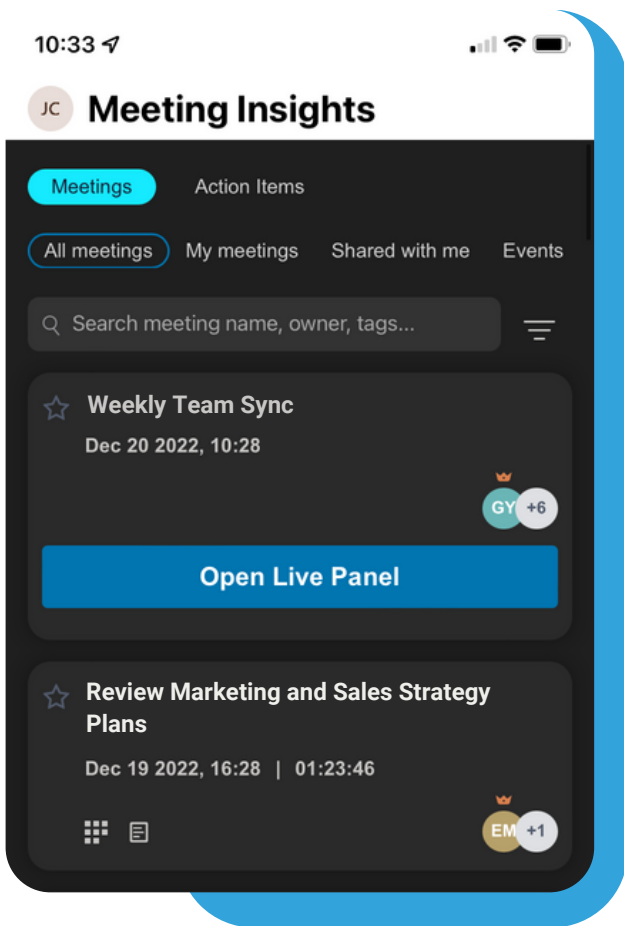 10:33
JC Meeting Insights
Meetings Action Items
All meetings My meetings Shared with me Events
Search meeting name, owner, tags...
Weekly Team Sync
Dec 20 2022, 10:28
GY +6
Open Live Panel
Review Marketing and Sales Strategy
Plans
Dec 19 2022, 16:28 | 01:23:46
EM +1